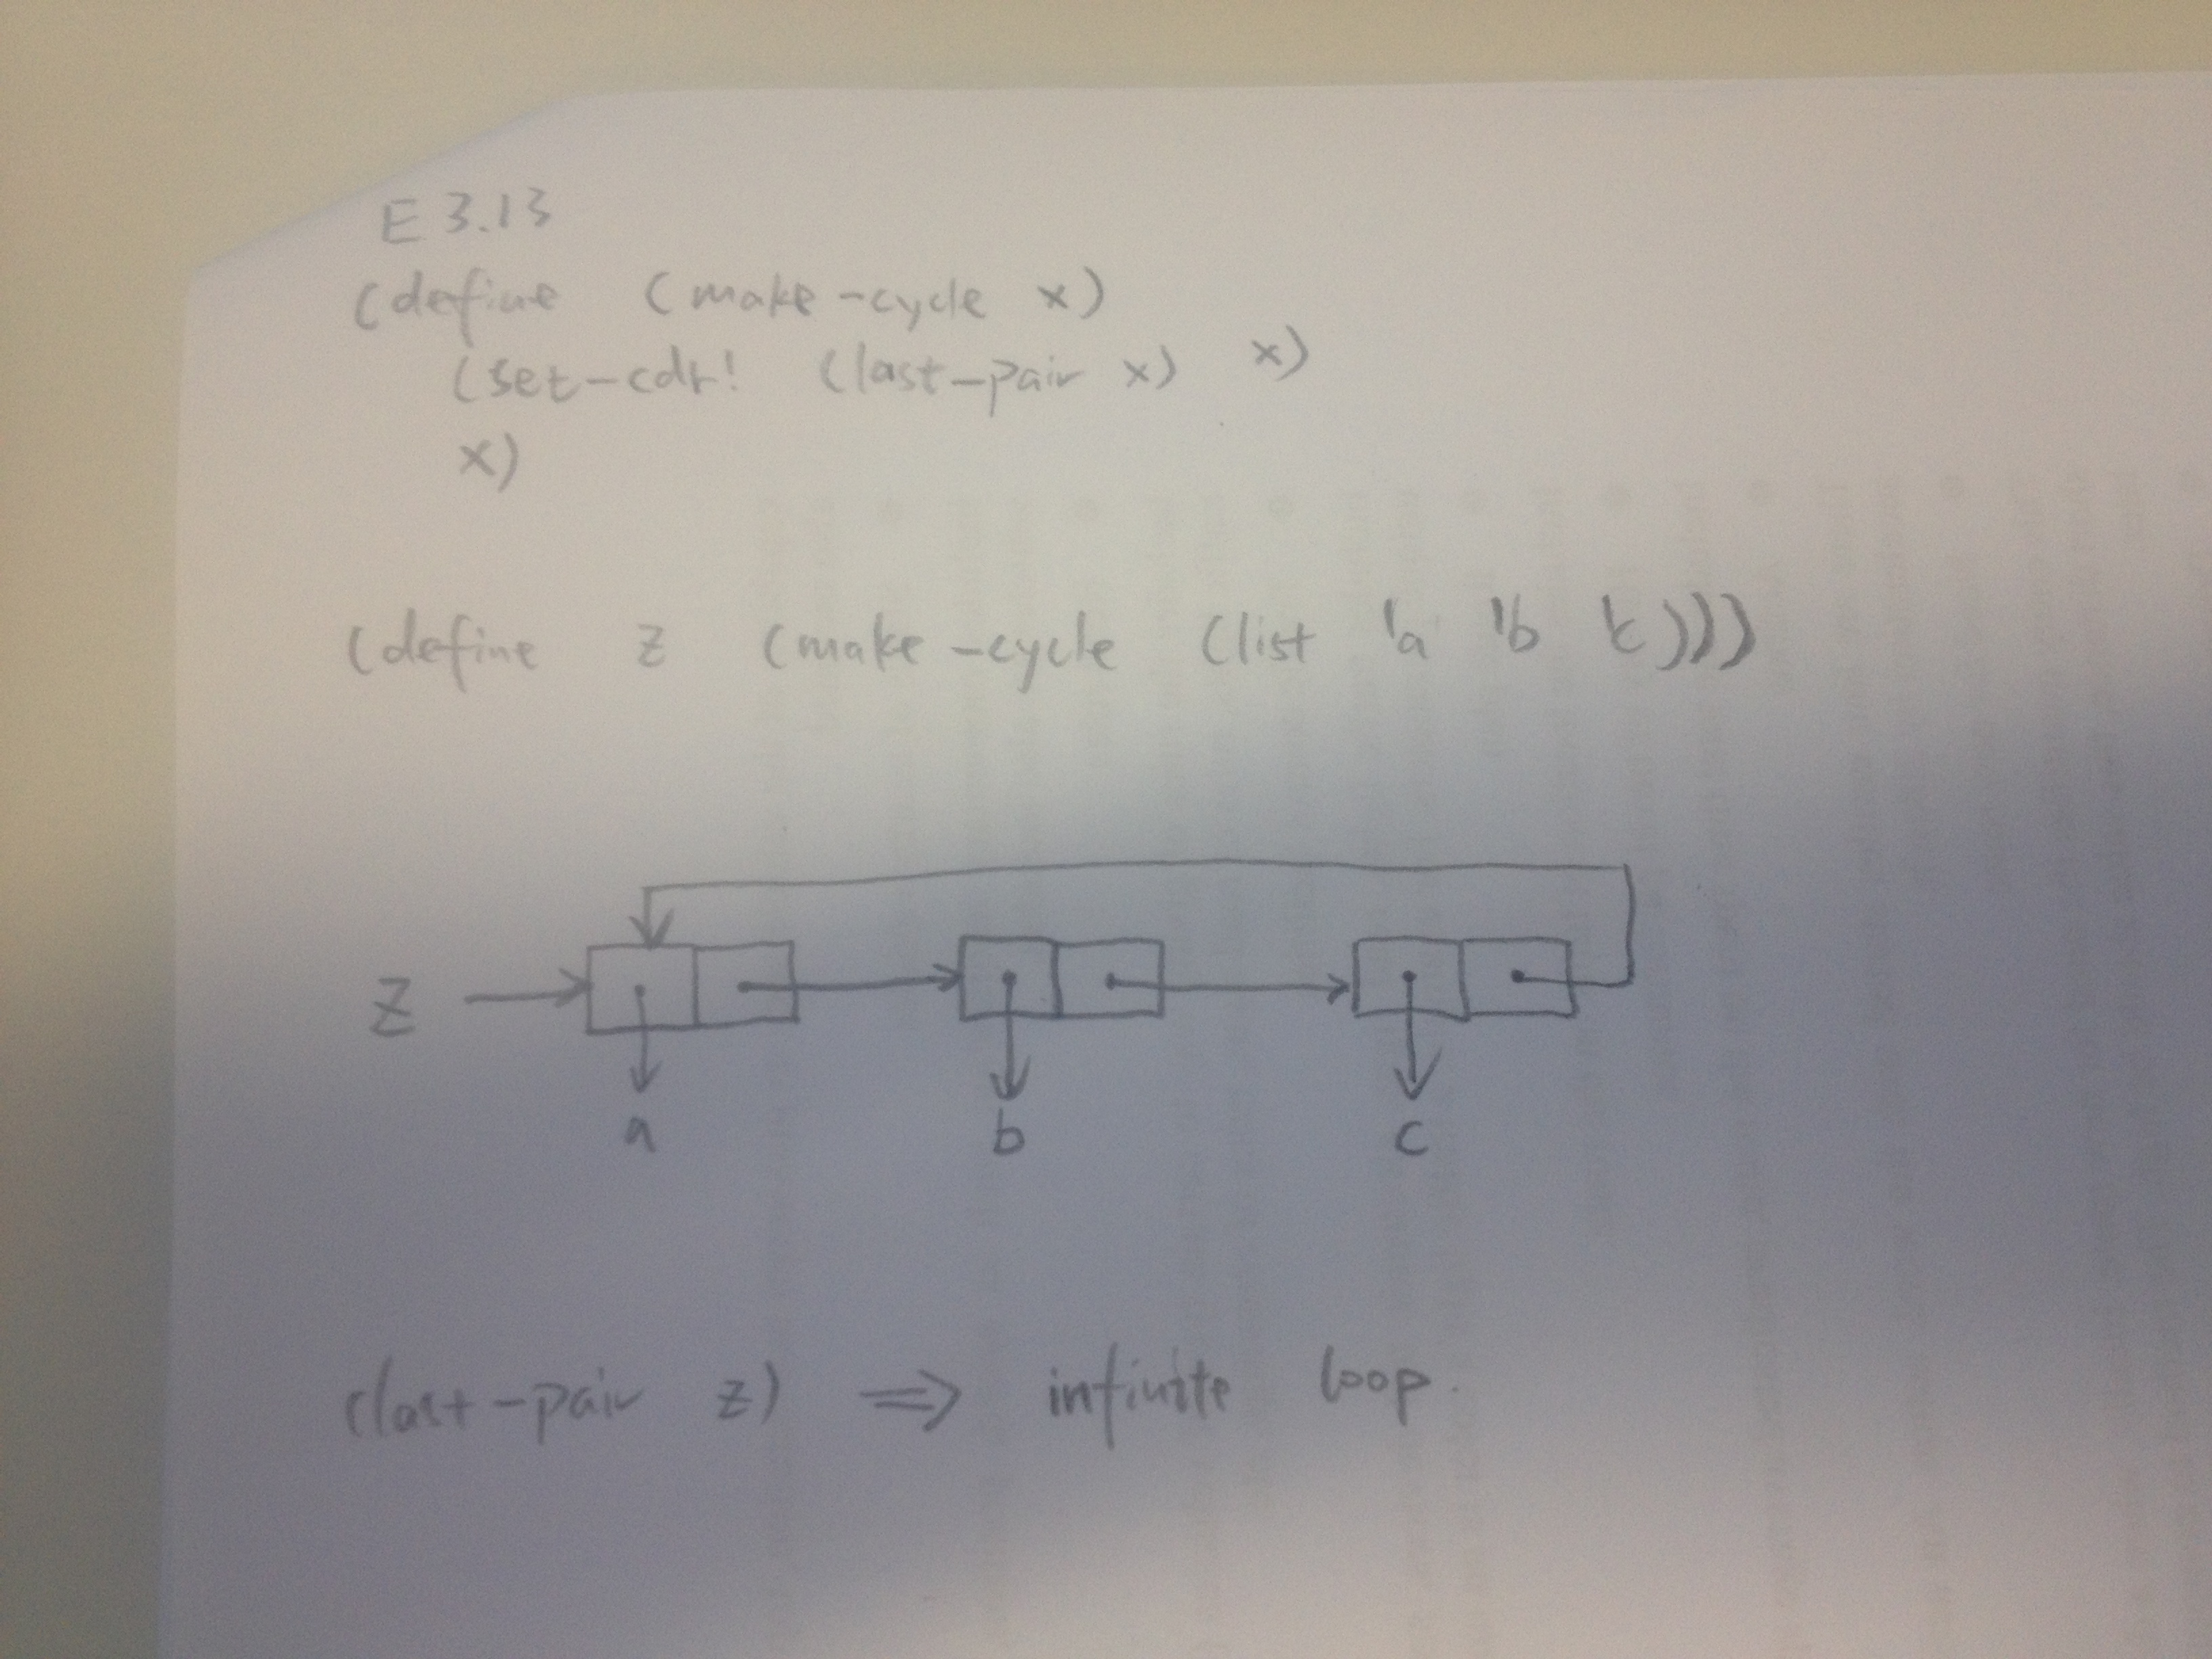 E 3.13
(define (make-cycle x)
(set-cdr! (last-pair x) x)
x)
(define z (make-cycle (list 'a 'b 'c)))
z
a b c
(last-pair z) ⇒ infinite loop.